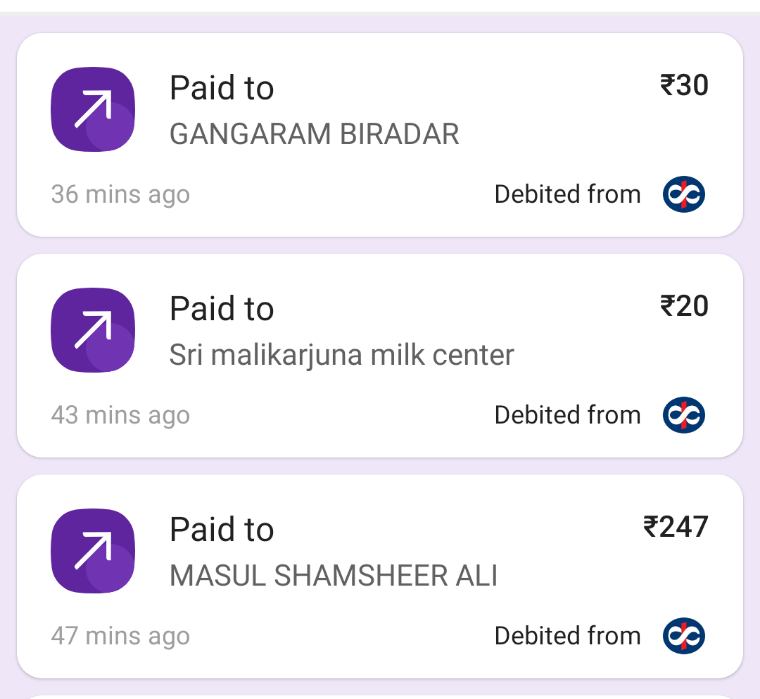 Paid to
₹30
GANGARAM BIRADAR
36 mins ago
Debited from
Paid to
₹20
Sri malikarjuna milk center
43 mins ago
Debited from
Paid to
₹247
MASUL SHAMSHEER ALI
47 mins ago
Debited from